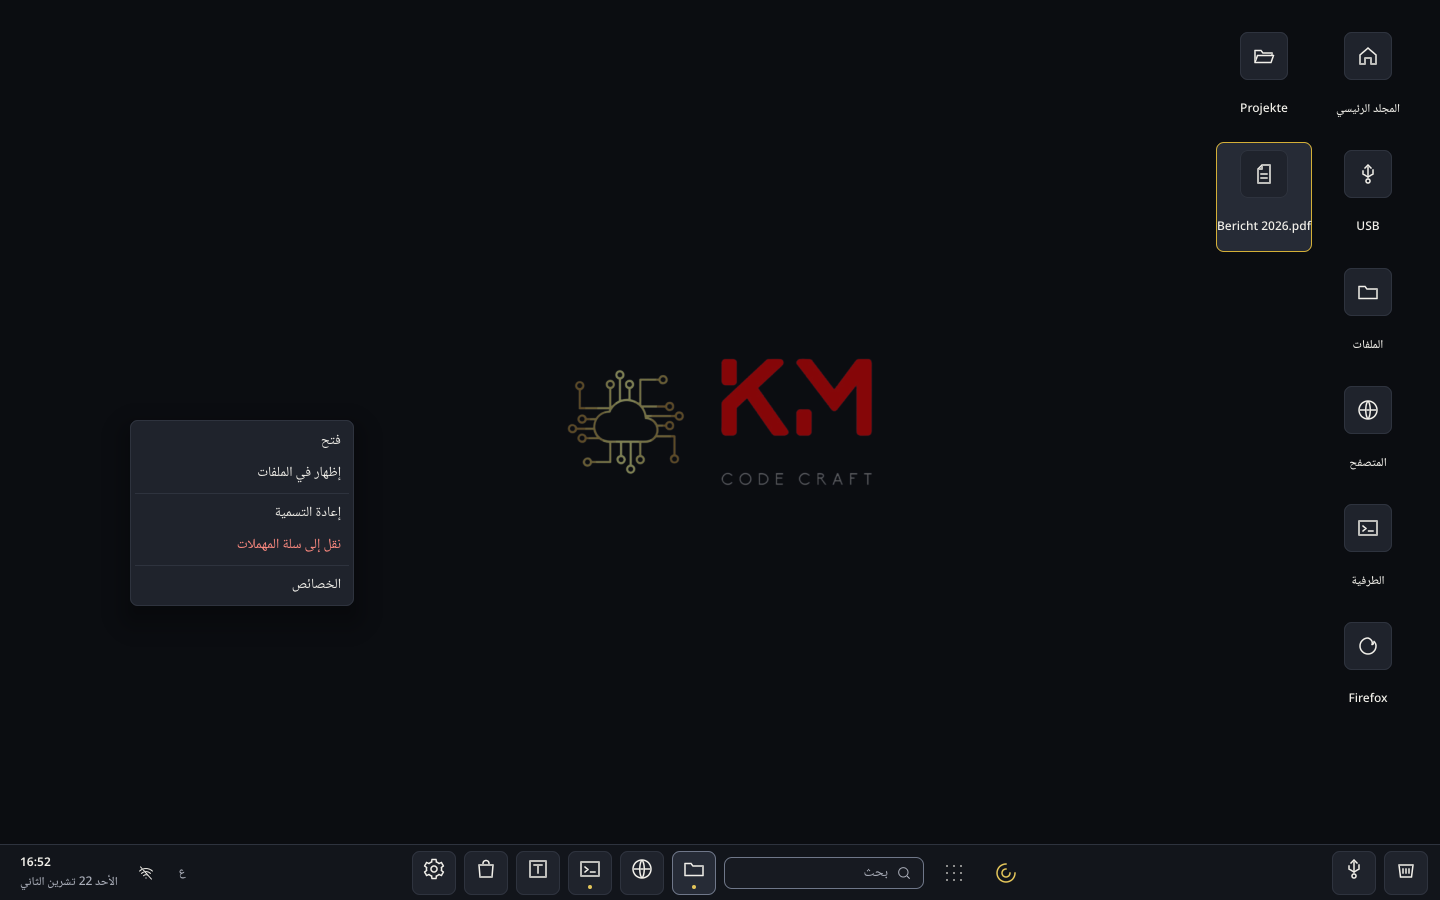 المجلد الرئيسي
USB
الملفات
المتصفح
الطرفية
Firefox
Projekte
Bericht 2026.pdf
KM
CODE CRAFT
فتح
إظهار في الملفات
إعادة التسمية
نقل إلى سلة المهملات
الخصائص
بحث
ع
16:52
الأحد 22 تشرين الثاني